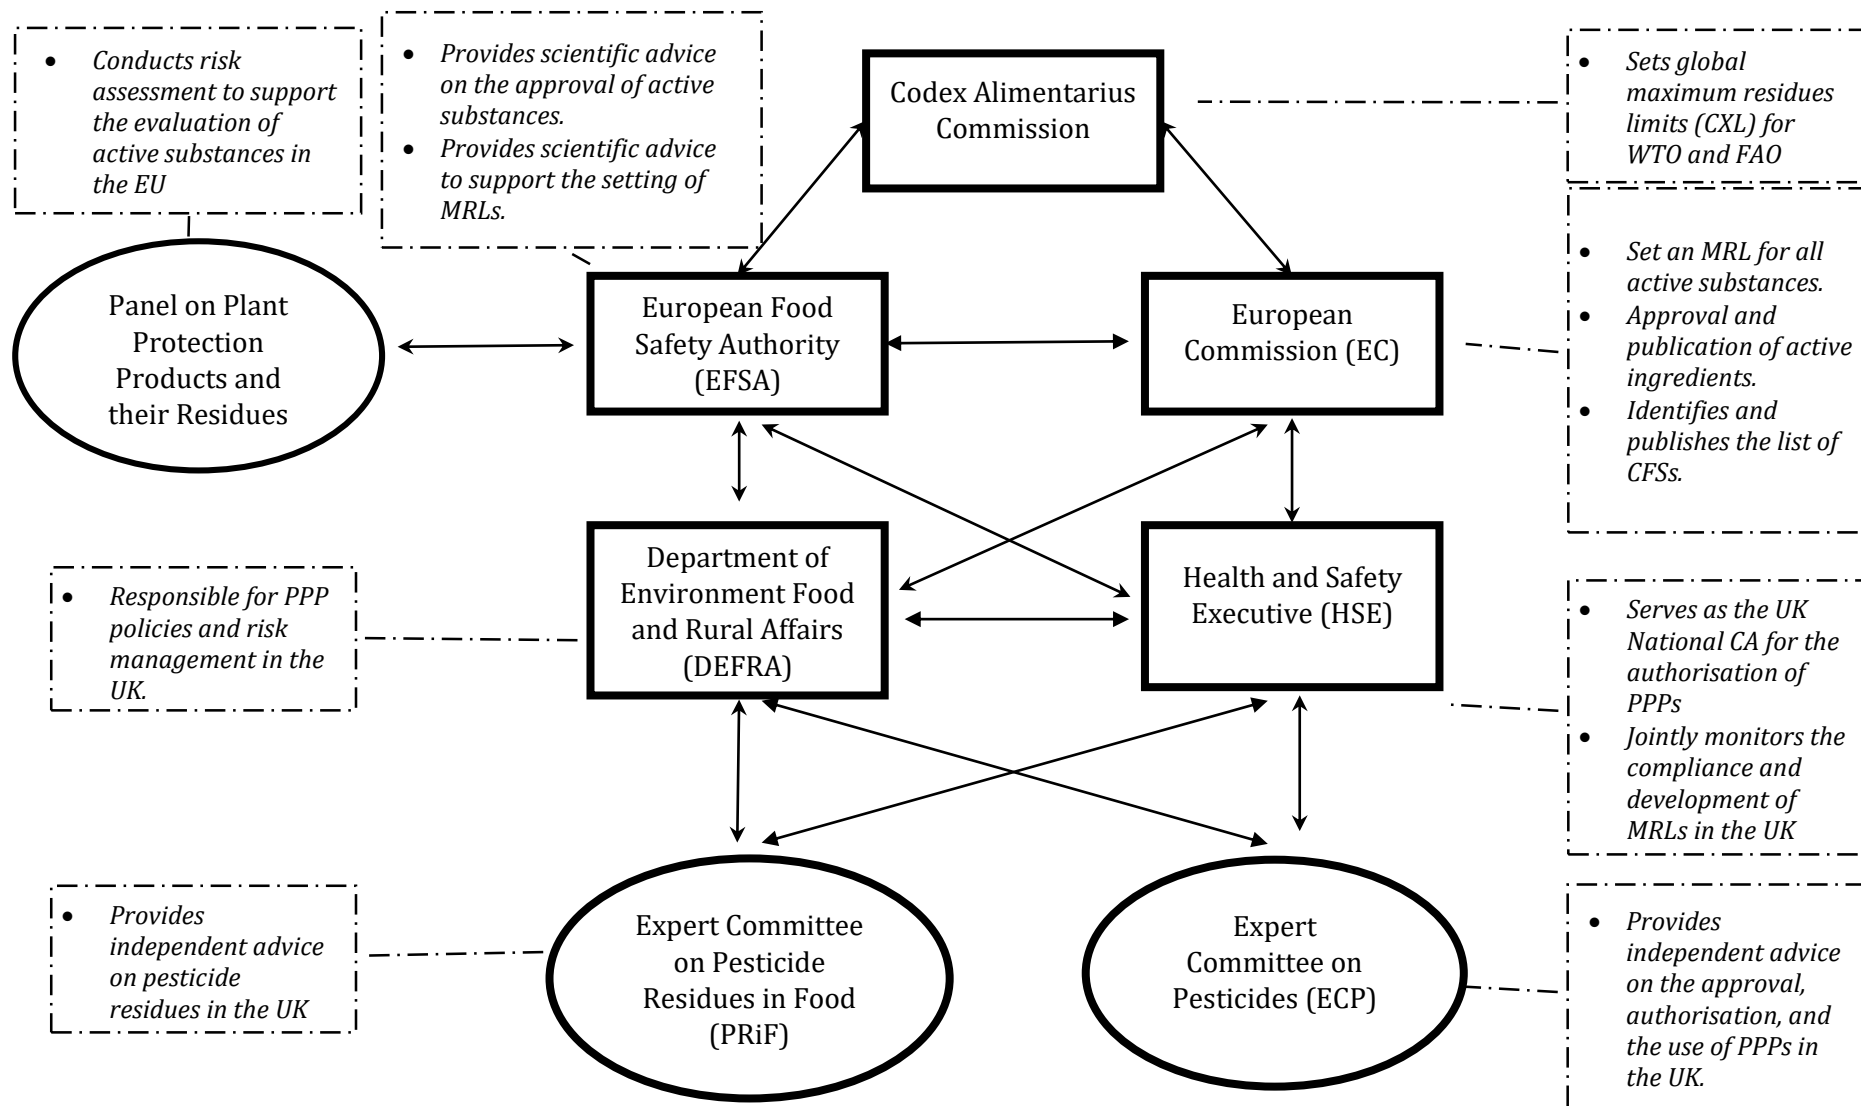 • Conducts risk
assessment to support
the evaluation of
active substances in
the EU
• Provides scientific advice
on the approval of active
substances.
• Provides scientific advice
to support the setting of
MRLs.
Codex Alimentarius
Commission
• Sets global
maximum residues
limits (CXL) for
WTO and FAO
Panel on Plant
Protection
Products and
their Residues
European Food
Safety Authority
(EFSA)
European
Commission (EC)
• Set an MRL for all
active substances.
• Approval and
publication of active
ingredients.
• Identifies and
publishes the list of
CFSs.
• Responsible for PPP
policies and risk
management in the
UK.
Department of
Environment Food
and Rural Affairs
(DEFRA)
Health and Safety
Executive (HSE)
• Serves as the UK
National CA for the
authorisation of
PPPs
• Jointly monitors the
compliance and
development of
MRLs in the UK
• Provides
independent advice
on pesticide
residues in the UK
Expert Committee
on Pesticide
Residues in Food
(PRiF)
Expert
Committee on
Pesticides (ECP)
• Provides
independent advice
on the approval,
authorisation, and
the use of PPPs in
the UK.